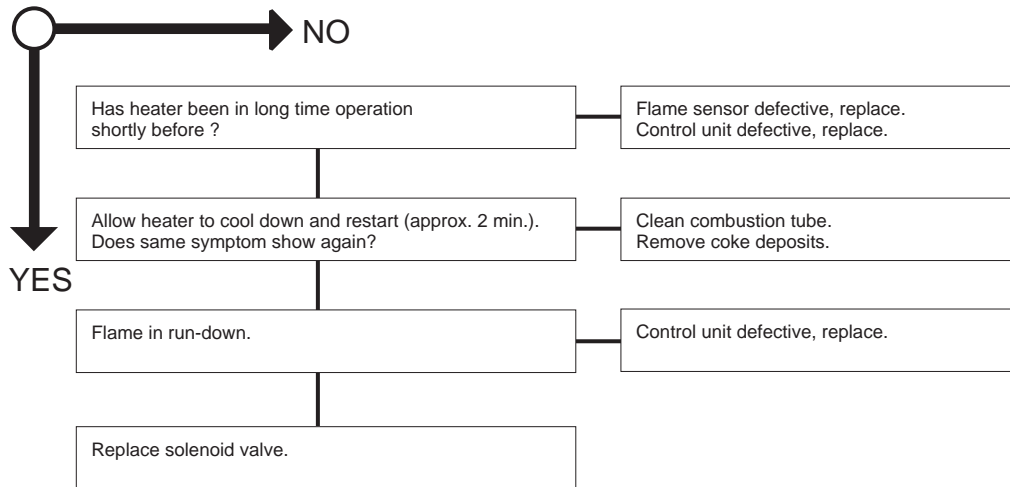 NO
Has heater been in long time operation
shortly before ?
Flame sensor defective, replace.
Control unit defective, replace.
Allow heater to cool down and restart (approx. 2 min.).
Does same symptom show again?
Clean combustion tube.
Remove coke deposits.
YES
Flame in run-down.
Control unit defective, replace.
Replace solenoid valve.